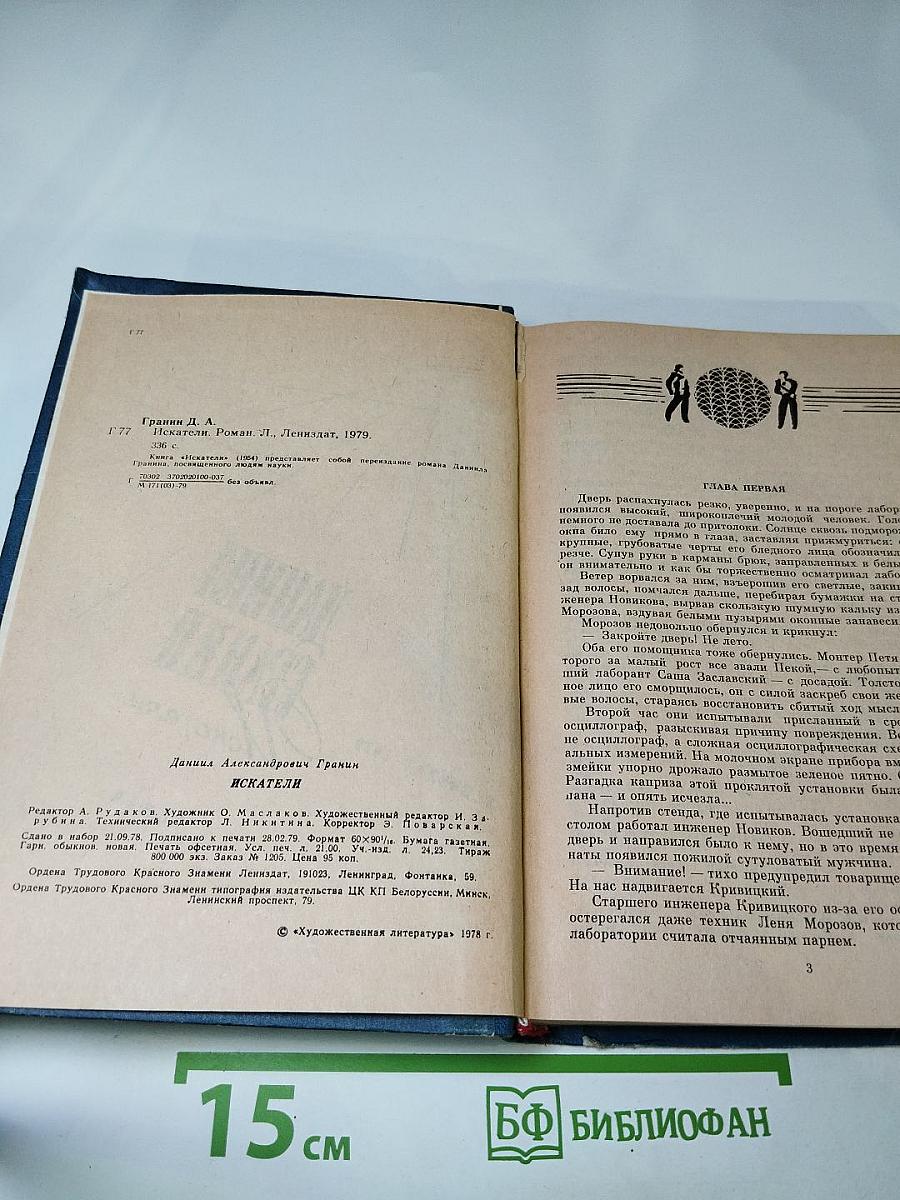 Г 77
Гранин Д. А.
Г 77 Искатели. Роман. Л., Лениздат, 1979.
336 с.
Книга «Искатели» (1954) представляет собой переиздание романа Даниила
Гранина, посвященного людям науки.
Г 70302 3702020100-037 без объявл.
М 171(03)-79
Даниил Александрович Гранин
ИСКАТЕЛИ
Редактор А. Рудаков. Художник О. Маслаков. Художественный редактор И. За-
рубина. Технический редактор Л. Никитина. Корректор Э. Поварская.
Сдано в набор 21.09.78. Подписано к печати 28.02.79. Формат 60×90¹/₁₆. Бумага газетная.
Гарн. обыкнов. новая. Печать офсетная. Усл. печ. л. 21,00. Уч.-изд. л. 24,23. Тираж
800 000 экз. Заказ № 1205. Цена 95 коп.
Ордена Трудового Красного Знамени Лениздат, 191023, Ленинград, Фонтанка, 59.
Ордена Трудового Красного Знамени типография издательства ЦК КП Белоруссии, Минск,
Ленинский проспект, 79.
© «Художественная литература» 1978 г.
ГЛАВА ПЕРВАЯ
Дверь распахнулась резко, уверенно, и на пороге лабор
появился высокий, широкоплечий молодой человек. Голо
немного не доставала до притолоки. Солнце сквозь подморож
окна било ему прямо в глаза, заставляя прижмуриться:
крупные, грубоватые черты его бледного лица обозначил
резче. Сунув руки в карманы брюк, заправленных в белы
он внимательно и как бы торжественно осматривал лабо
Ветер ворвался за ним, взъерошив его светлые, заки
зад волосы, помчался дальше, перебирая бумажки на ст
женера Новикова, вырвав скользкую шумную кальку из
Морозова, вздувая белыми пузырями оконные занавеси
Морозов недовольно обернулся и крикнул:
— Закройте дверь! Не лето.
Оба его помощника тоже обернулись. Монтер Петя
торого за малый рост все звали Пекой,— с любопыт
ший лаборант Саша Заславский — с досадой. Толсто
ное лицо его сморщилось, он с силой заскреб свои же
вые волосы, стараясь восстановить сбитый ход мысл
Второй час они испытывали присланный в сро
осциллограф, разыскивая причину повреждения. Ве
не осциллограф, а сложная осциллографическая схе
альных измерений. На молочном экране прибора вм
змейки упорно дрожало размытое зеленое пятно. С
Разгадка каприза этой проклятой установки была
пана — и опять исчезла...
Напротив стенда, где испытывалась установка
столом работал инженер Новиков. Вошедший не
дверь и направился было к нему, но в это время
наты появился пожилой сутуловатый мужчина.
— Внимание! — тихо предупредил товарище
На нас надвигается Кривицкий.
Старшего инженера Кривицкого из-за его ос
остерегался даже техник Леня Морозов, кото
лаборатории считала отчаянным парнем.
3
15 см
БФ БИБЛИОФАН